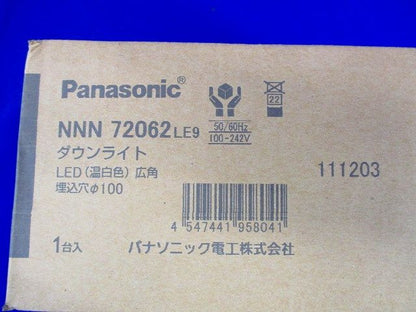 Panasonic®
NNN 72062 LE9
ダウンライト
LED(温白色)広角
埋込穴φ100
1台入
22
50/60Hz
100-242V
111203
4 547441 958041
パナソニック電工株式会社